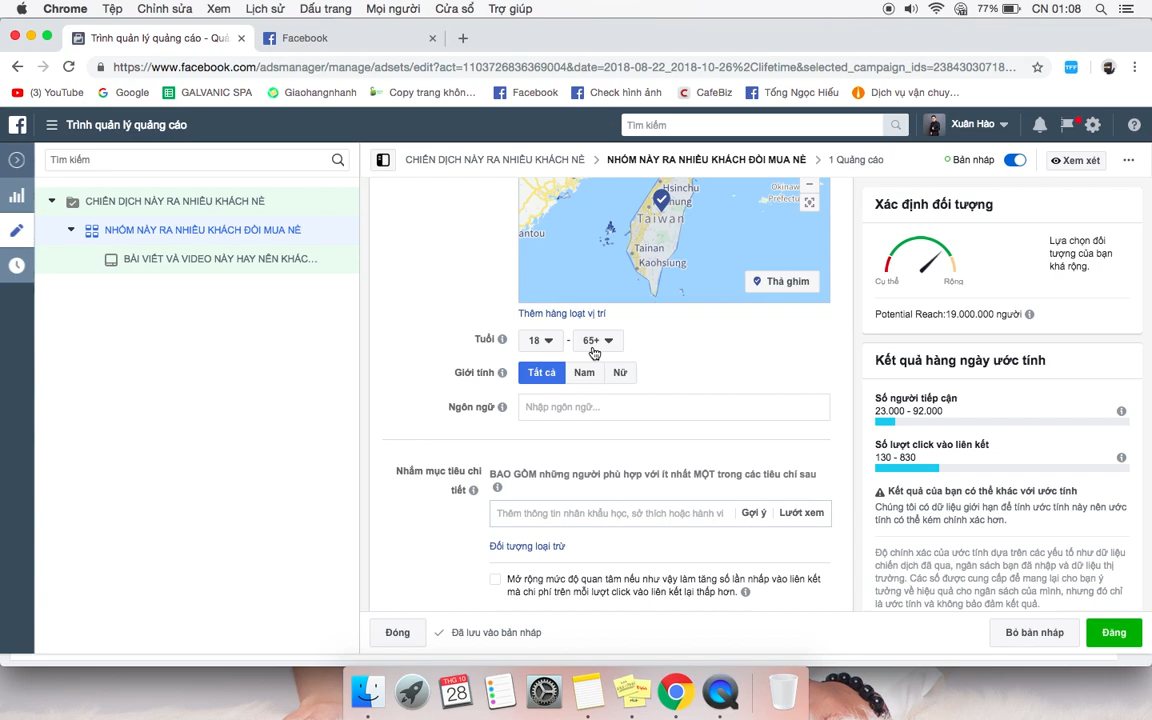 Chrome Tệp Chỉnh sửa Xem Lịch sử Dấu trang Mọi người Cửa sổ Trợ giúp 77% CN 01:08
Trình quản lý quảng cáo - Quả
Facebook
https://www.facebook.com/adsmanager/manage/adsets/edit?act=1103726836369004&date=2018-08-22_2018-10-26%2Clifetime&selected_campaign_ids=23843030718...
(3) YouTube Google GALVANIC SPA Giaohangnhanh Copy trang khôn... Facebook Check hình ảnh CafeBiz Tống Ngọc Hiếu Dịch vụ vận chuy...
Trình quản lý quảng cáo
Tìm kiếm
Xuân Hào
Tìm kiếm
CHIẾN DỊCH NÀY RA NHIỀU KHÁCH NÈ > NHÓM NÀY RA NHIỀU KHÁCH ĐÒI MUA NÈ > 1 Quảng cáo
Bản nháp
Xem xét
CHIẾN DỊCH NÀY RA NHIỀU KHÁCH NÈ
NHÓM NÀY RA NHIỀU KHÁCH ĐÒI MUA NÈ
BÀI VIẾT VÀ VIDEO NÀY HAY NÊN KHÁC...
Hsinchu
Taiwan
Tainan
Kaohsiung
antou
Okinaw
Prefectu
Thả ghim
Thêm hàng loạt vị trí
Tuổi 18 - 65+
Giới tính Tất cả Nam Nữ
Ngôn ngữ Nhập ngôn ngữ...
Nhắm mục tiêu chi tiết
BAO GỒM những người phù hợp với ít nhất MỘT trong các tiêu chí sau
Thêm thông tin nhân khẩu học, sở thích hoặc hành vi Gợi ý Lướt xem
Đối tượng loại trừ
Mở rộng mức độ quan tâm nếu như vậy làm tăng số lần nhấp vào liên kết
mà chi phí trên mỗi lượt click vào liên kết lại thấp hơn.
Xác định đối tượng
Cụ thể
Rộng
Lựa chọn đối
tượng của bạn
khá rộng.
Potential Reach:19.000.000 người
Kết quả hàng ngày ước tính
Số người tiếp cận
23.000 - 92.000
Số lượt click vào liên kết
130 - 830
Kết quả của bạn có thể khác với ước tính
Chúng tôi có dữ liệu giới hạn để tính ước tính này nên ước
tính có thể kém chính xác hơn.
Độ chính xác của ước tính dựa trên các yếu tố như dữ liệu
chiến dịch đã qua, ngân sách bạn đã nhập và dữ liệu thị
trường. Các số được cung cấp để mang lại cho bạn ý
tưởng về hiệu quả cho ngân sách của mình, nhưng đó chỉ
là ước tính và không bảo đảm kết quả.
Đóng
Đã lưu vào bản nháp
Bỏ bản nháp
Đăng
THG 10
28